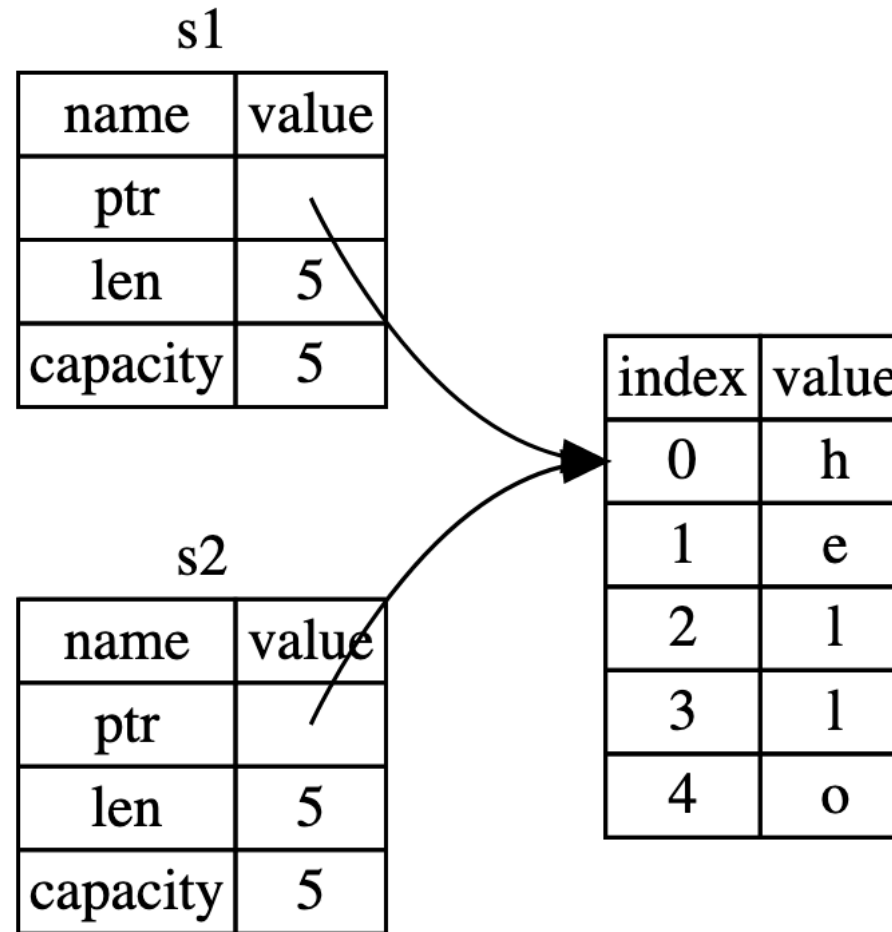 s1
name value
ptr
len 5
capacity 5
s2
name value
ptr
len 5
capacity 5
index value
0 h
1 e
2 l
3 l
4 o